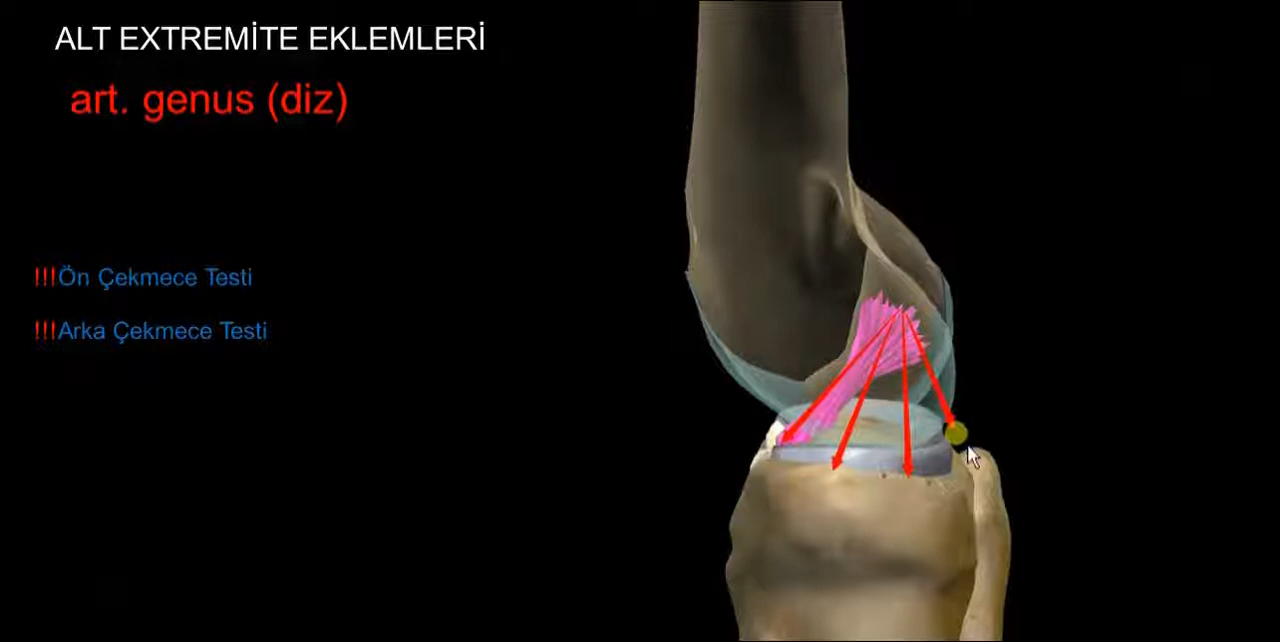 ALT EXTREMİTE EKLEMLERİ
art. genus (diz)
!!!Ön Çekmece Testi
!!!Arka Çekmece Testi